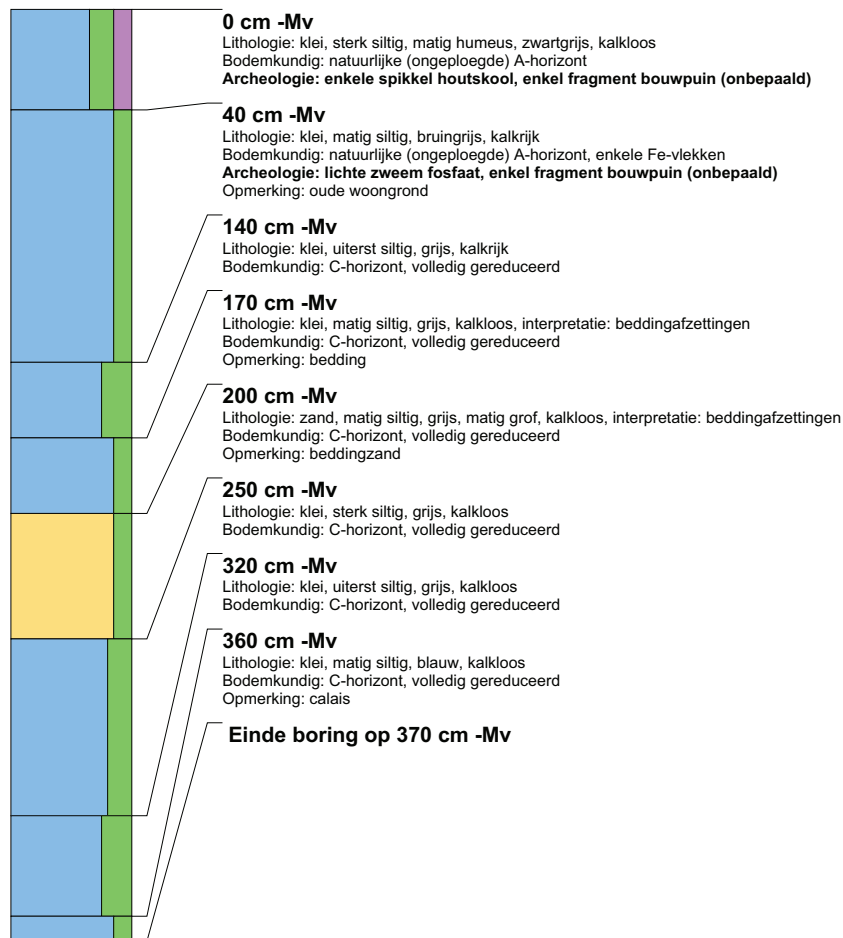 0 cm -Mv
Lithologie: klei, sterk siltig, matig humeus, zwartgrijs, kalkloos
Bodemkundig: natuurlijke (ongeploegde) A-horizont
Archeologie: enkele spikkel houtskool, enkel fragment bouwpuin (onbepaald)
40 cm -Mv
Lithologie: klei, matig siltig, bruingrijs, kalkrijk
Bodemkundig: natuurlijke (ongeploegde) A-horizont, enkele Fe-vlekken
Archeologie: lichte zweem fosfaat, enkel fragment bouwpuin (onbepaald)
Opmerking: oude woongrond
140 cm -Mv
Lithologie: klei, uiterst siltig, grijs, kalkrijk
Bodemkundig: C-horizont, volledig gereduceerd
170 cm -Mv
Lithologie: klei, matig siltig, grijs, kalkloos, interpretatie: beddingafzettingen
Bodemkundig: C-horizont, volledig gereduceerd
Opmerking: bedding
200 cm -Mv
Lithologie: zand, matig siltig, grijs, matig grof, kalkloos, interpretatie: beddingafzettingen
Bodemkundig: C-horizont, volledig gereduceerd
Opmerking: beddingzand
250 cm -Mv
Lithologie: klei, sterk siltig, grijs, kalkloos
Bodemkundig: C-horizont, volledig gereduceerd
320 cm -Mv
Lithologie: klei, uiterst siltig, grijs, kalkloos
Bodemkundig: C-horizont, volledig gereduceerd
360 cm -Mv
Lithologie: klei, matig siltig, blauw, kalkloos
Bodemkundig: C-horizont, volledig gereduceerd
Opmerking: calais
Einde boring op 370 cm -Mv